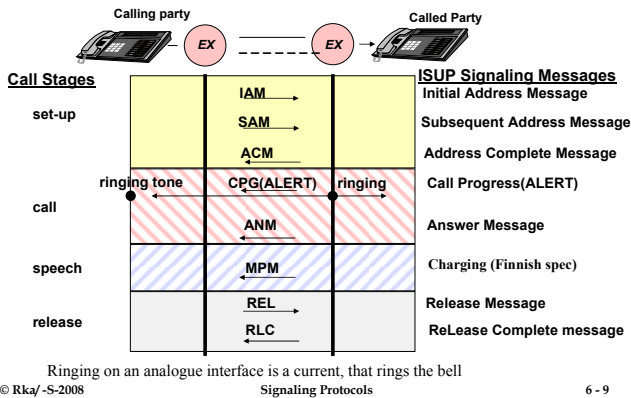 Calling party
Called Party
EX
EX
Call Stages
ISUP Signaling Messages
IAM
Initial Address Message
set-up
SAM
Subsequent Address Message
ACM
Address Complete Message
ringing tone
CPG(ALERT)
ringing
Call Progress(ALERT)
call
ANM
Answer Message
speech
MPM
Charging (Finnish spec)
REL
Release Message
release
RLC
ReLease Complete message
Ringing on an analogue interface is a current, that rings the bell
© Rka/ -S-2008
Signaling Protocols
6 - 9